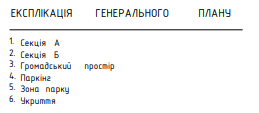 ЕКСПЛІКАЦІЯ ГЕНЕРАЛЬНОГО ПЛАНУ
1. Секція А
2. Секція Б
3. Громадський простір
4. Паркінг
5. Зона парку
6. Укриття